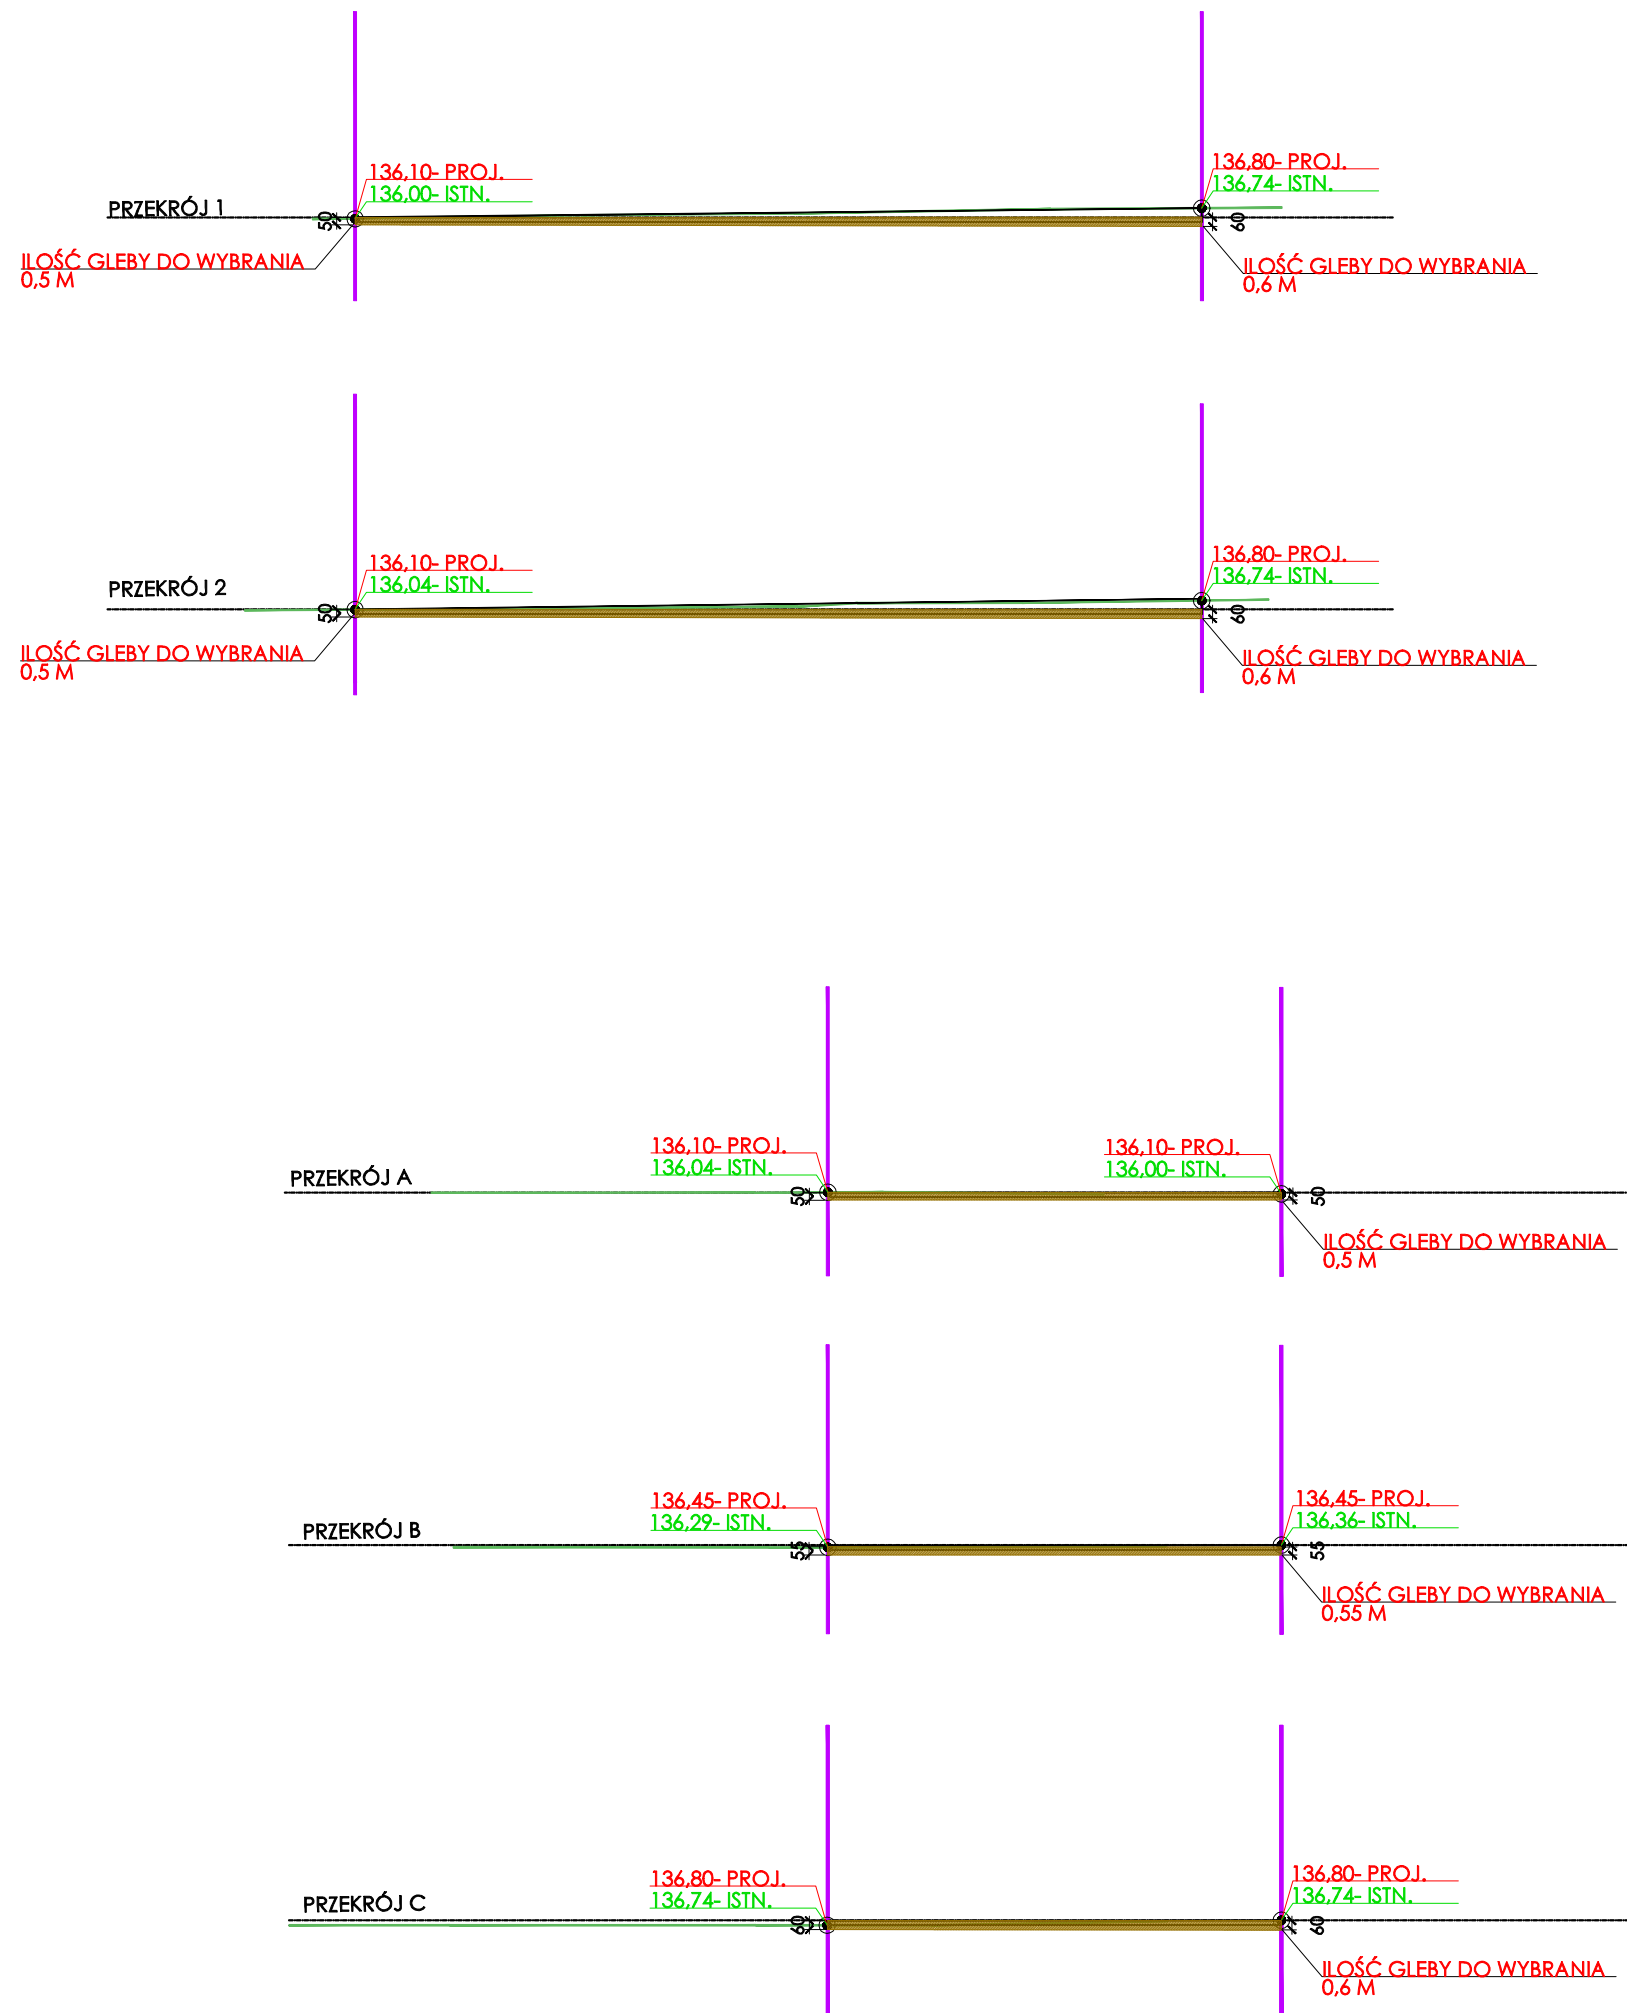 136,10- PROJ.
136,00- ISTN.
136,80- PROJ.
136,74- ISTN.
PRZEKRÓJ 1
50
60
ILOŚĆ GLEBY DO WYBRANIA
0,5 M
ILOŚĆ GLEBY DO WYBRANIA
0,6 M
136,10- PROJ.
136,04- ISTN.
136,80- PROJ.
136,74- ISTN.
PRZEKRÓJ 2
50
60
ILOŚĆ GLEBY DO WYBRANIA
0,5 M
ILOŚĆ GLEBY DO WYBRANIA
0,6 M
136,10- PROJ.
136,04- ISTN.
136,10- PROJ.
136,00- ISTN.
PRZEKRÓJ A
50
50
ILOŚĆ GLEBY DO WYBRANIA
0,5 M
136,45- PROJ.
136,29- ISTN.
136,45- PROJ.
136,36- ISTN.
PRZEKRÓJ B
55
55
ILOŚĆ GLEBY DO WYBRANIA
0,55 M
136,80- PROJ.
136,74- ISTN.
136,80- PROJ.
136,74- ISTN.
PRZEKRÓJ C
60
60
ILOŚĆ GLEBY DO WYBRANIA
0,6 M